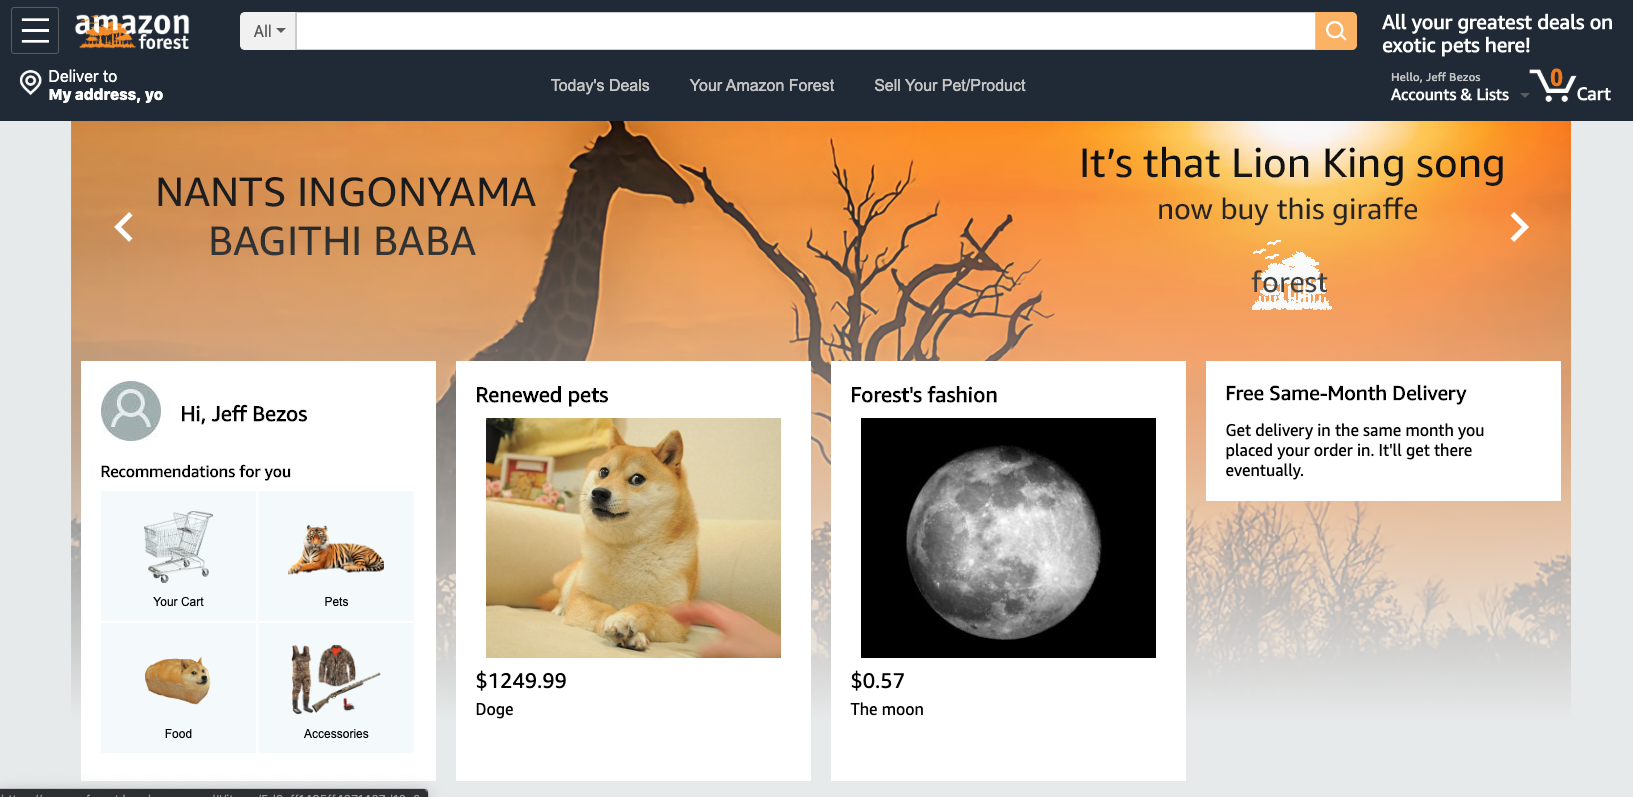 amazon
forest
All
All your greatest deals on
exotic pets here!
Deliver to
My address, yo
Today's Deals
Your Amazon Forest
Sell Your Pet/Product
Hello, Jeff Bezos
Accounts & Lists
0
Cart
NANTS INGONYAMA
BAGITHI BABA
It's that Lion King song
now buy this giraffe
forest
Hi, Jeff Bezos
Recommendations for you
Your Cart
Pets
Food
Accessories
Renewed pets
$1249.99
Doge
Forest's fashion
$0.57
The moon
Free Same-Month Delivery
Get delivery in the same month you
placed your order in. It'll get there
eventually.